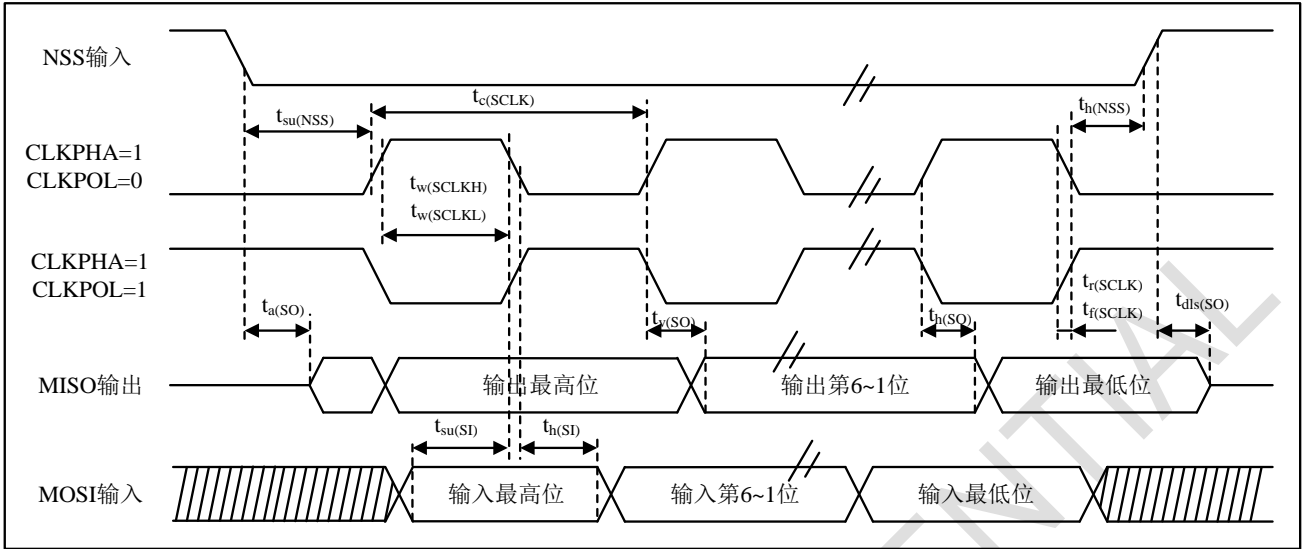 NSS输入
tc(SCLK)
tsu(NSS)
th(NSS)
CLKPHA=1
CLKPOL=0
tw(SCLKH)
tw(SCLKL)
CLKPHA=1
CLKPOL=1
tr(SCLK)
tf(SCLK)
ta(SO)
tv(SO)
th(SO)
tdls(SO)
MISO输出
输出最高位
输出第6~1位
输出最低位
tsu(SI)
th(SI)
MOSI输入
输入最高位
输入第6~1位
输入最低位
ENTIAL